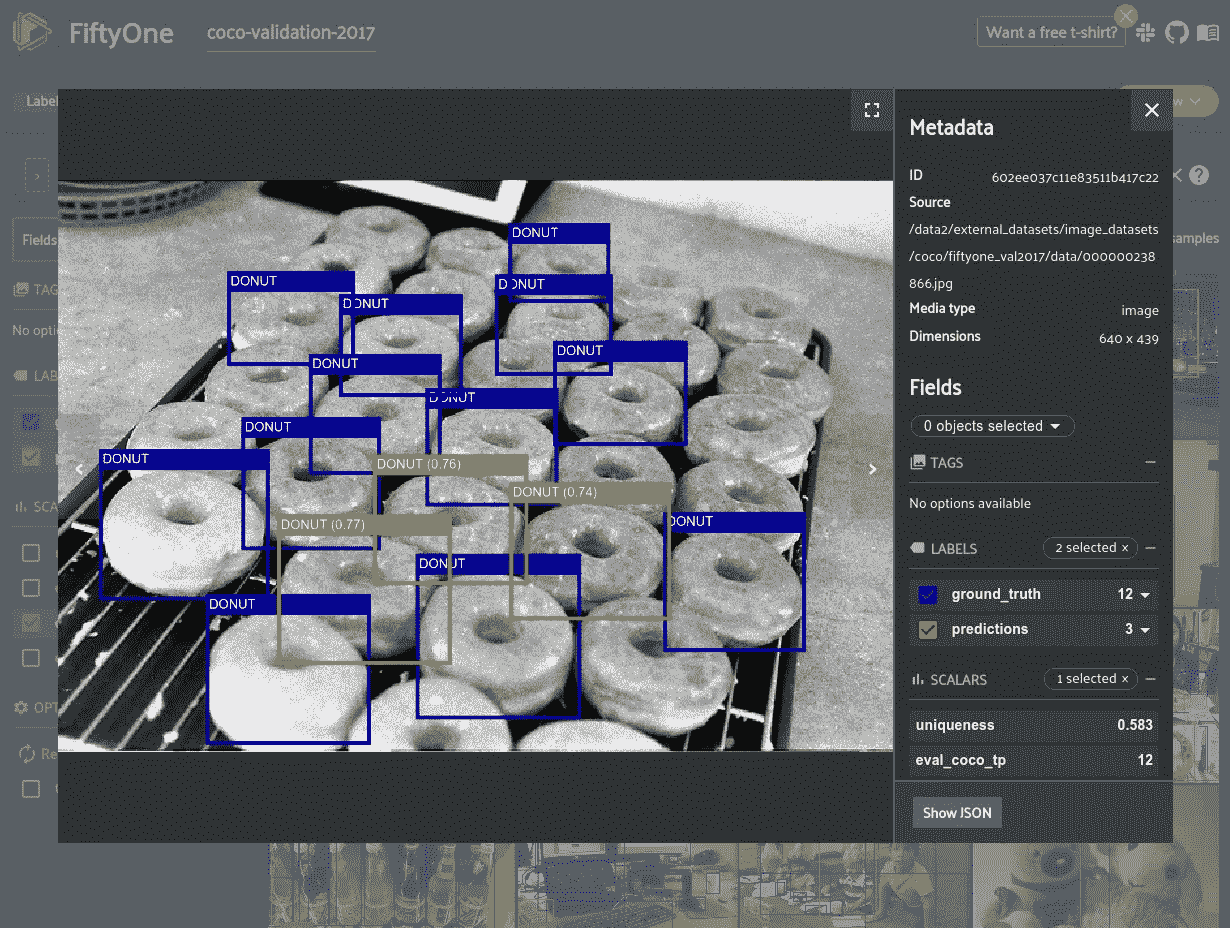 FiftyOne
coco-validation-2017
Want a free t-shirt?
Label
Fields
TAG
No optio
LAB
SCA
OPT
Re
amples
DONUT
DONUT
DONUT
DONUT
DONUT
DONUT
DONUT
DONUT
DONUT
DONUT (0.76)
DONUT (0.74)
DONUT (0.77)
DONUT
DONUT
DONUT
Metadata
ID 602ee037c11e83511b417c22
Source
/data2/external_datasets/image_datasets
/coco/fiftyone_val2017/data/000000238
866.jpg
Media type image
Dimensions 640 x 439
Fields
0 objects selected
TAGS
No options available
LABELS 2 selected ×
ground_truth 12
predictions 3
SCALARS 1 selected ×
uniqueness 0.583
eval_coco_tp 12
Show JSON